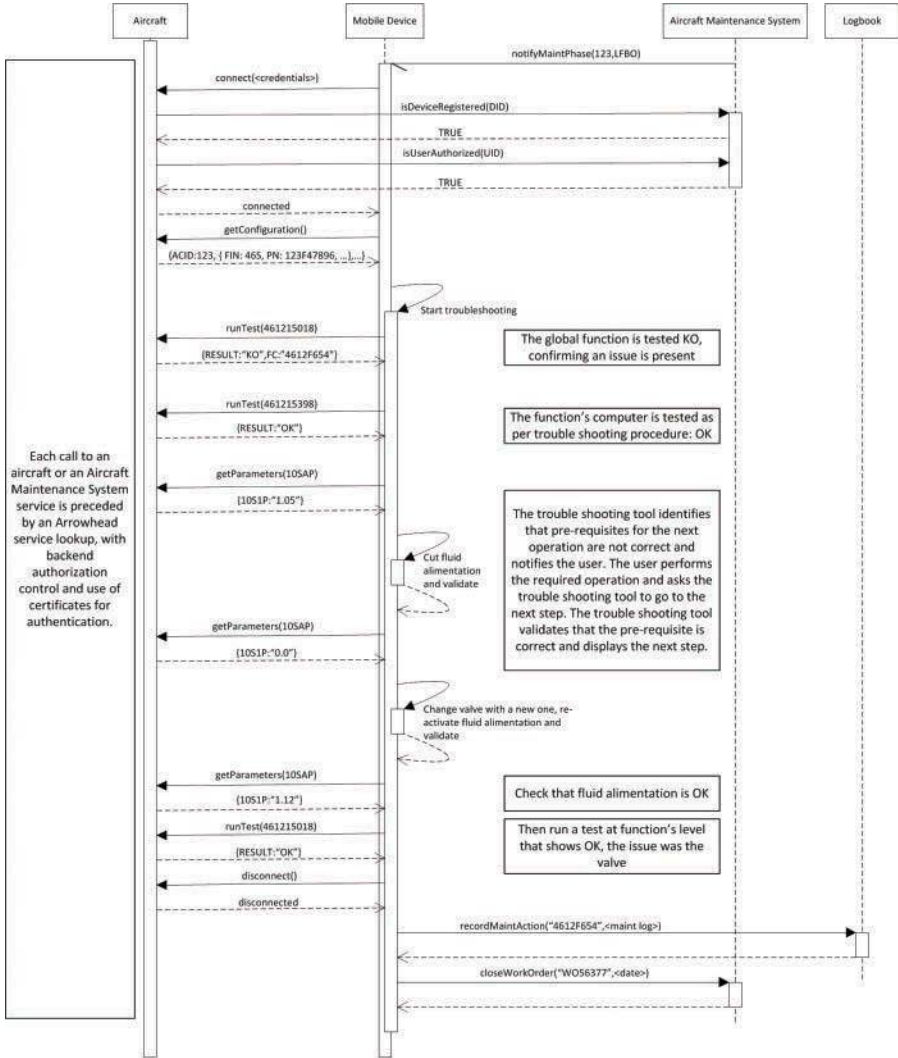 Aircraft
Mobile Device
Aircraft Maintenance System
Logbook
notifyMaintPhase(123,LFBO)
connect(<credentials>)
isDeviceRegistered(DID)
TRUE
isUserAuthorized(UID)
TRUE
connected
getConfiguration()
{ACID:123, { FIN: 465, PN: 123F47896, ...},...}
Start troubleshooting
runTest(461215018)
The global function is tested KO,
confirming an issue is present
{RESULT:"KO",FC:"4612F654"}
runTest(461215398)
The function's computer is tested as
per trouble shooting procedure: OK
{RESULT:"OK"}
Each call to an
aircraft or an Aircraft
Maintenance System
service is preceded
by an Arrowhead
service lookup, with
backend
authorization
control and use of
certificates for
authentication.
getParameters(10SAP)
{10S1P:"1.05"}
The trouble shooting tool identifies
that pre-requisites for the next
operation are not correct and
notifies the user. The user performs
the required operation and asks the
trouble shooting tool to go to the
next step. The trouble shooting tool
validates that the pre-requisite is
correct and displays the next step.
Cut fluid
alimentation
and validate
getParameters(10SAP)
{10S1P:"0.0"}
Change valve with a new one, re-
activate fluid alimentation and
validate
getParameters(10SAP)
Check that fluid alimentation is OK
{10S1P:"1.12"}
runTest(461215018)
Then run a test at function's level
that shows OK, the issue was the
valve
{RESULT:"OK"}
disconnect()
disconnected
recordMaintAction("4612F654",<maint log>)
closeWorkOrder("WO56377",<date>)